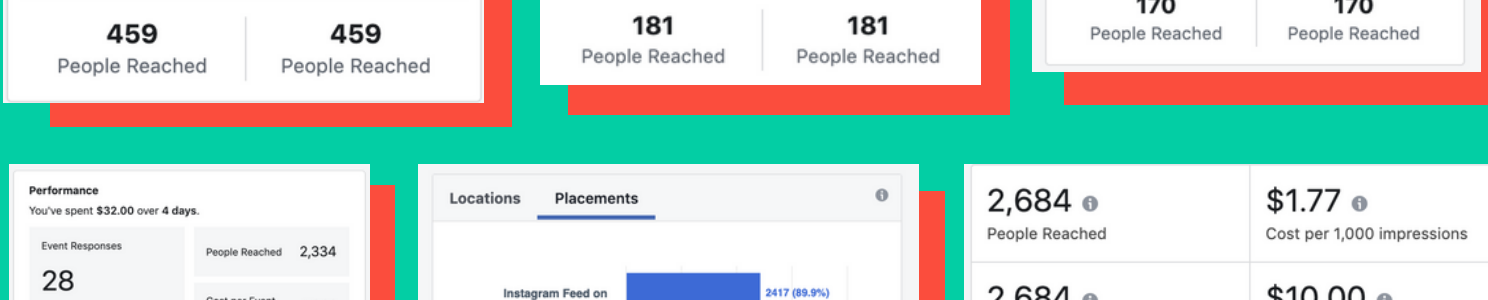 459 459
People Reached People Reached
181 181
People Reached People Reached
170 170
People Reached People Reached
Performance
You've spent $32.00 over 4 days.
Event Responses
28
People Reached 2,334
Cost per Event
Locations Placements
Instagram Feed on
2417 (89.9%)
2,684 $1.77
People Reached Cost per 1,000 impressions
2,684 $10.00